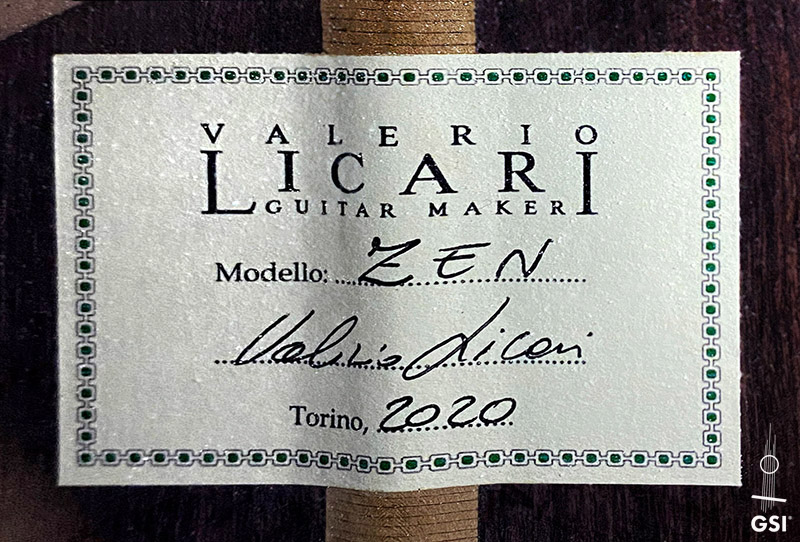 VALERIO
LICARI
GUITAR MAKER
Modello: ZEN
Valerio Licari
Torino, 2020
GSI